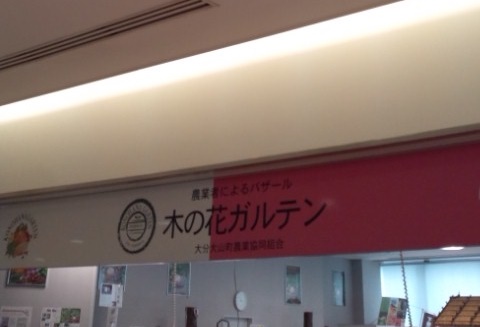 農業者によるバザール
木の花ガルテン
大分大山町農業協同組合